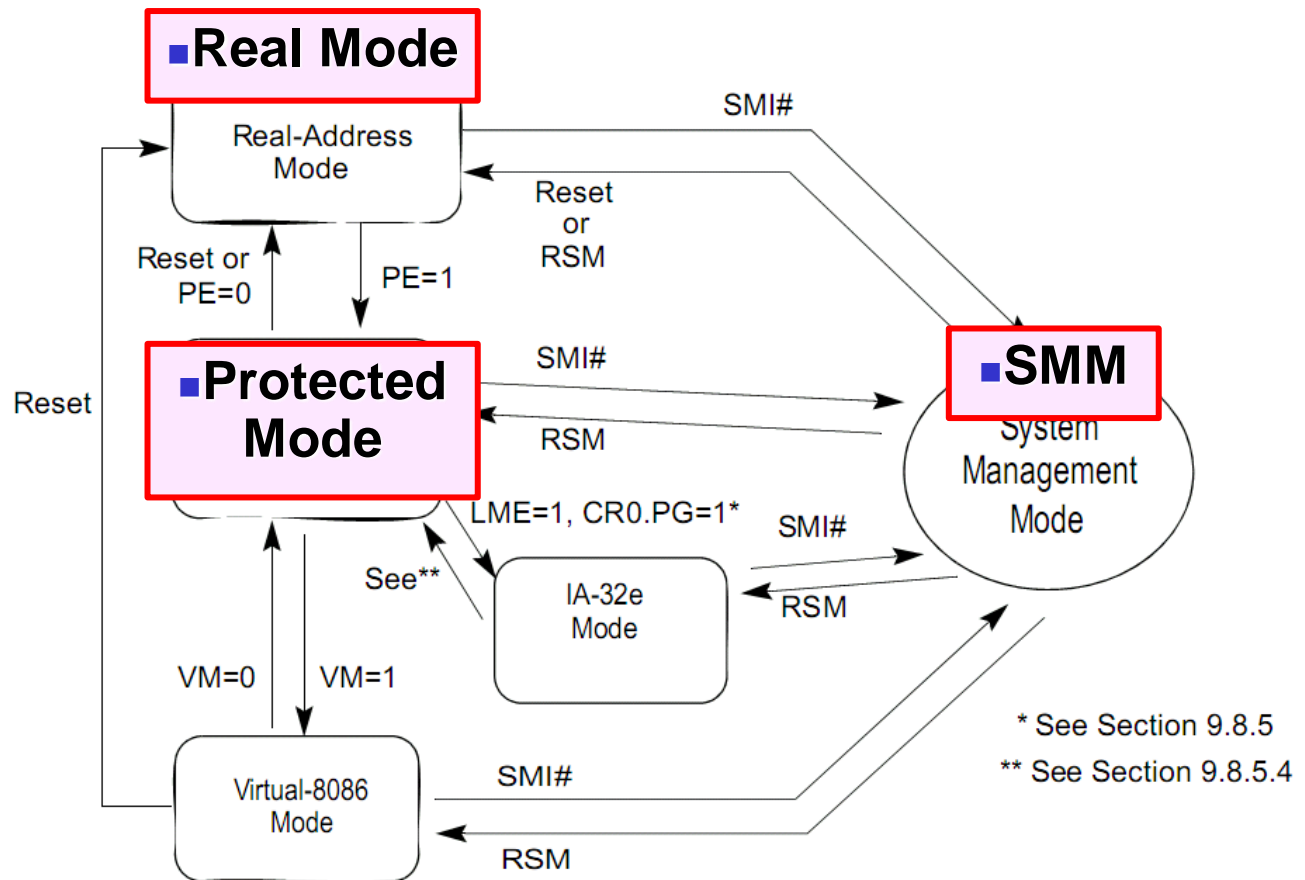 ▪Real Mode
Real-Address
Mode
SMI#
Reset
or
RSM
Reset or
PE=0
PE=1
▪Protected
Mode
Reset
SMI#
RSM
▪SMM
System
Management
Mode
LME=1, CR0.PG=1*
See**
IA-32e
Mode
SMI#
RSM
VM=0
VM=1
Virtual-8086
Mode
SMI#
RSM
* See Section 9.8.5
** See Section 9.8.5.4